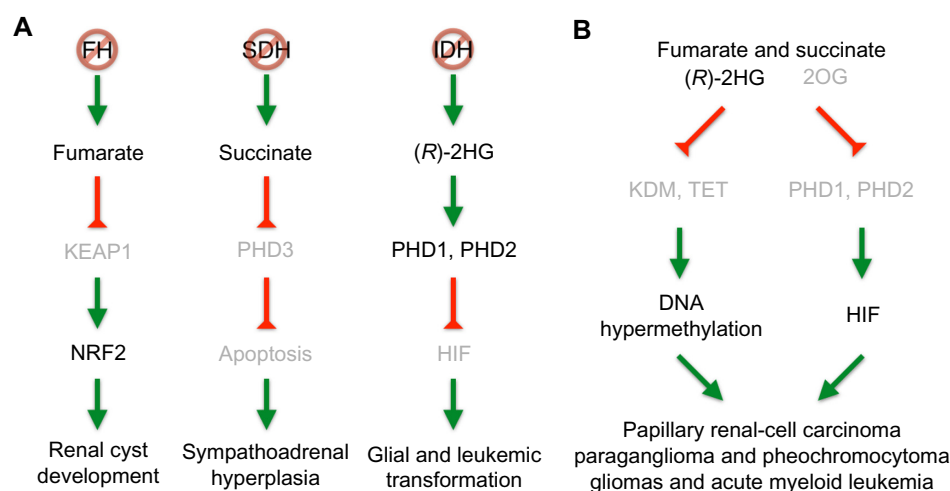 A
FH
SDH
IDH
Fumarate
Succinate
(R)-2HG
KEAP1
PHD3
PHD1, PHD2
NRF2
Apoptosis
HIF
Renal cyst
development
Sympathoadrenal
hyperplasia
Glial and leukemic
transformation
B
Fumarate and succinate
(R)-2HG 2OG
KDM, TET
PHD1, PHD2
DNA
hypermethylation
HIF
Papillary renal-cell carcinoma
paraganglioma and pheochromocytoma
gliomas and acute myeloid leukemia